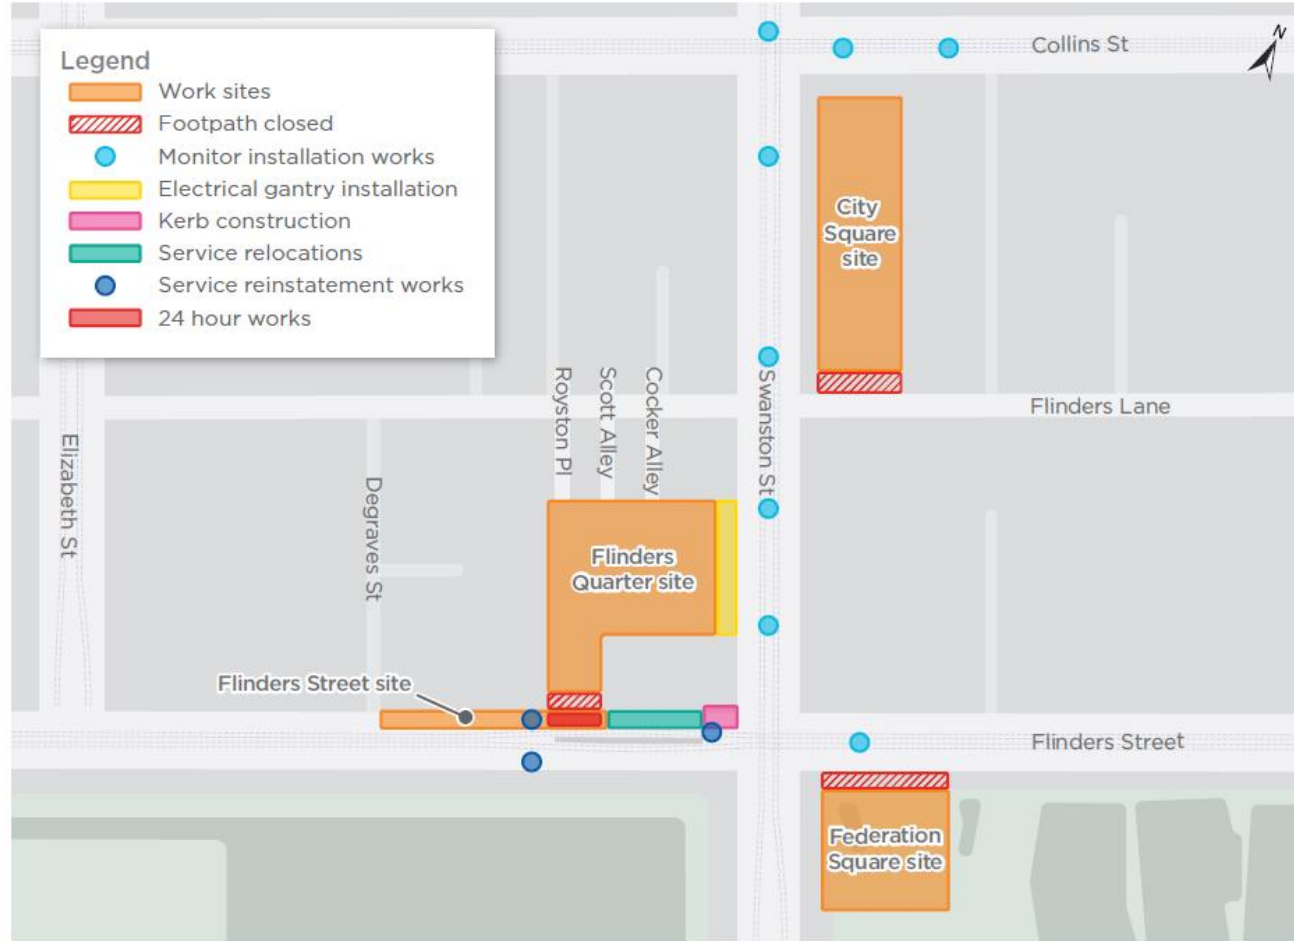 N
Collins St
Legend
Work sites
Footpath closed
Monitor installation works
Electrical gantry installation
Kerb construction
Service relocations
Service reinstatement works
24 hour works
City
Square
site
Royston Pl
Scott Alley
Cocker Alley
Swanston St
Flinders Lane
Elizabeth St
Degraves St
Flinders
Quarter site
Flinders Street site
Flinders Street
Federation
Square site